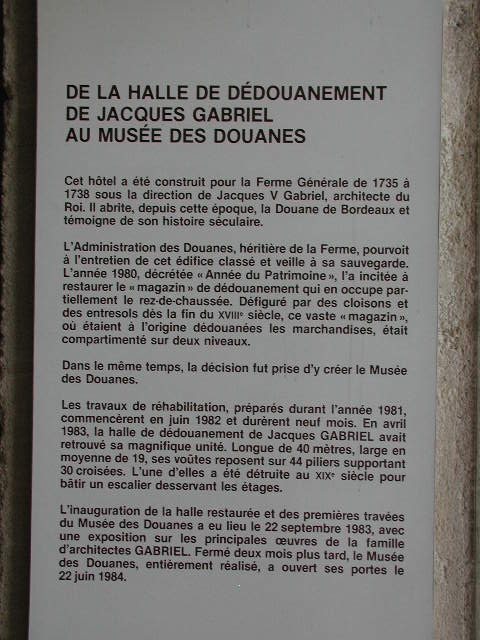 DE LA HALLE DE DÉDOUANEMENT
DE JACQUES GABRIEL
AU MUSÉE DES DOUANES
Cet hôtel a été construit pour la Ferme Générale de 1735 à
1738 sous la direction de Jacques V Gabriel, architecte du
Roi. Il abrite, depuis cette époque, la Douane de Bordeaux et
témoigne de son histoire séculaire.
L'Administration des Douanes, héritière de la Ferme, pourvoit
à l'entretien de cet édifice classé et veille à sa sauvegarde.
L'année 1980, décrétée « Année du Patrimoine », l'a incitée à
restaurer le « magazin » de dédouanement qui en occupe par-
tiellement le rez-de-chaussée. Défiguré par des cloisons et
des entresols dès la fin du XVIIIe siècle, ce vaste « magazin »,
où étaient à l'origine dédouanées les marchandises, était
compartimenté sur deux niveaux.
Dans le même temps, la décision fut prise d'y créer le Musée
des Douanes.
Les travaux de réhabilitation, préparés durant l'année 1981,
commencèrent en juin 1982 et durèrent neuf mois. En avril
1983, la halle de dédouanement de Jacques GABRIEL avait
retrouvé sa magnifique unité. Longue de 40 mètres, large en
moyenne de 19, ses voûtes reposent sur 44 piliers supportant
30 croisées. L'une d'elles a été détruite au XIXe siècle pour
bâtir un escalier desservant les étages.
L'inauguration de la halle restaurée et des premières travées
du Musée des Douanes a eu lieu le 22 septembre 1983, avec
une exposition sur les principales œuvres de la famille
d'architectes GABRIEL. Fermé deux mois plus tard, le Musée
des Douanes, entièrement réalisé, a ouvert ses portes le
22 juin 1984.